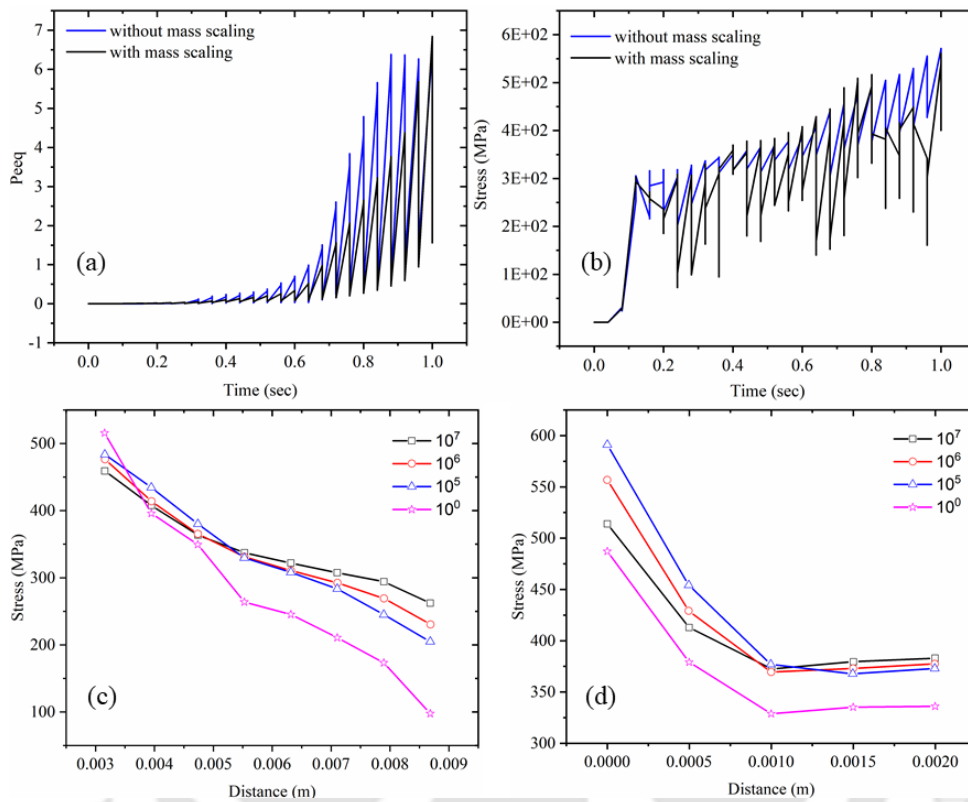 without mass scaling
with mass scaling
Peeq
7
6
5
4
3
2
1
0
-1
(a)
0.0 0.2 0.4 0.6 0.8 1.0
Time (sec)
without mass scaling
with mass scaling
Stress (MPa)
6E+02
5E+02
4E+02
3E+02
2E+02
1E+02
0E+00
(b)
0.0 0.2 0.4 0.6 0.8 1.0
Time (sec)
10⁷
10⁶
10⁵
10⁰
Stress (MPa)
500
400
300
200
100
(c)
0.003 0.004 0.005 0.006 0.007 0.008 0.009
Distance (m)
10⁷
10⁶
10⁵
10⁰
Stress (MPa)
600
550
500
450
400
375
350
325
300
(d)
0.0000 0.0005 0.0010 0.0015 0.0020
Distance (m)